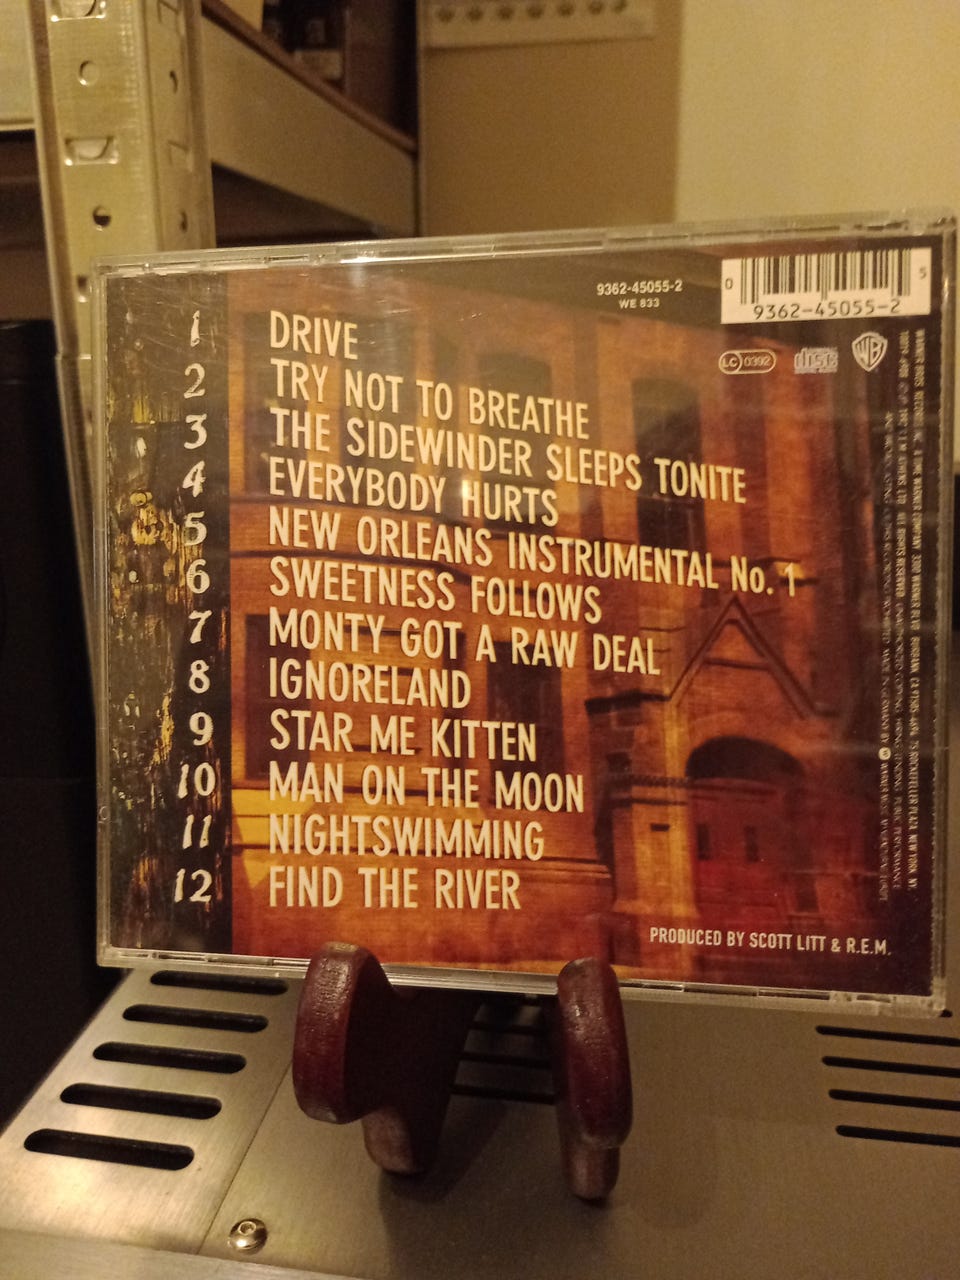 9362-45055-2
WE 833
0 5
9362-45055-2
LC 0392
disc
WB
1 DRIVE
2 TRY NOT TO BREATHE
3 THE SIDEWINDER SLEEPS TONITE
4 EVERYBODY HURTS
5 NEW ORLEANS INSTRUMENTAL No. 1
6 SWEETNESS FOLLOWS
7 MONTY GOT A RAW DEAL
8 IGNORELAND
9 STAR ME KITTEN
10 MAN ON THE MOON
11 NIGHTSWIMMING
12 FIND THE RIVER
PRODUCED BY SCOTT LITT & R.E.M.